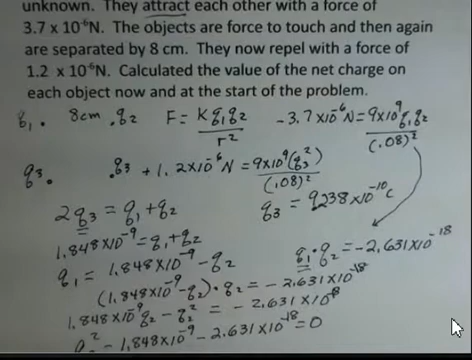 unknown. They attract each other with a force of
3.7 x 10⁻⁶N. The objects are force to touch and then again
are separated by 8 cm. They now repel with a force of
1.2 x 10⁻⁶N. Calculated the value of the net charge on
each object now and at the start of the problem.
q₁ . 8cm . q₂ F = Kq₁q₂/r² -3.7x10⁻⁶N = 9x10⁹q₁q₂/(.08)²
q₃ . . q₃ +1.2x10⁻⁶N = 9x10⁹(q₃²)/(.08)²
2q₃ = q₁+q₂ q₃ = 9.238x10⁻¹⁰c
1.848x10⁻⁹ = q₁+q₂ q₁ · q₂ = -2.631x10⁻¹⁸
q₁ = 1.848x10⁻⁹ - q₂
(1.848x10⁻⁹ - q₂) · q₂ = -2.631x10⁻¹⁸
1.848x10⁻⁹q₂ - q₂² = -2.631x10⁻¹⁸
- 1.848x10⁻⁹ - 2.631x10⁻¹⁸ = 0